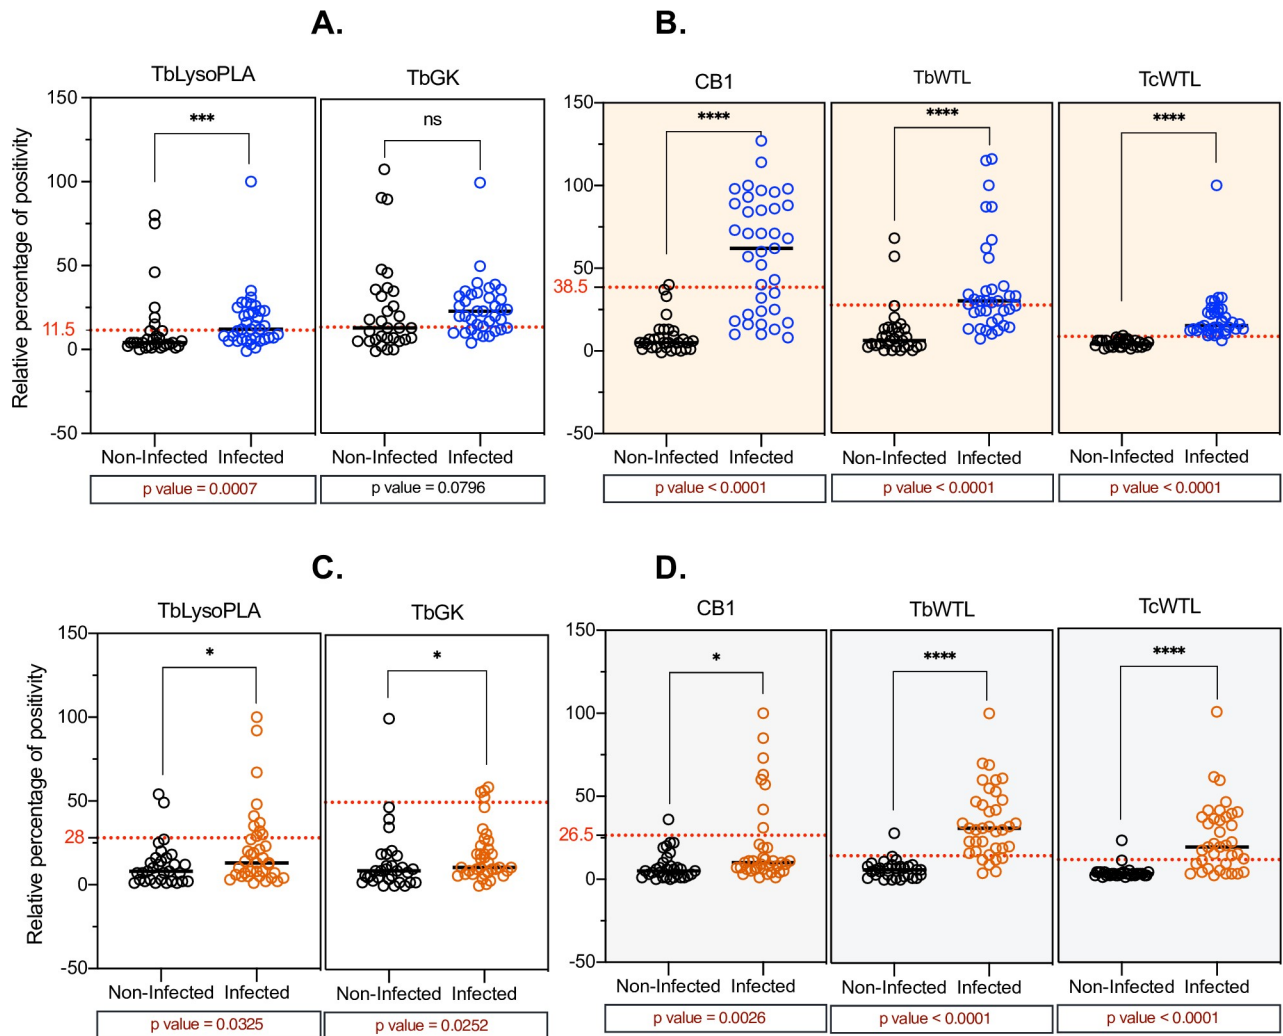 A.
B.
TbLysoPLA
TbGK
CB1
TbWTL
TcWTL
Relative percentage of positivity
150
100
50
11.5
0
-50
***
ns
150
100
50
38.5
0
-50
****
****
****
Non-Infected Infected
Non-Infected Infected
Non-Infected Infected
Non-Infected Infected
Non-Infected Infected
p value = 0.0007
p value = 0.0796
p value < 0.0001
p value < 0.0001
p value < 0.0001
C.
D.
TbLysoPLA
TbGK
CB1
TbWTL
TcWTL
Relative percentage of positivity
150
100
50
28
0
-50
*
*
150
100
50
26.5
0
-50
*
****
****
Non-Infected Infected
Non-Infected Infected
Non-Infected Infected
Non-Infected Infected
Non-Infected Infected
p value = 0.0325
p value = 0.0252
p value = 0.0026
p value < 0.0001
p value < 0.0001